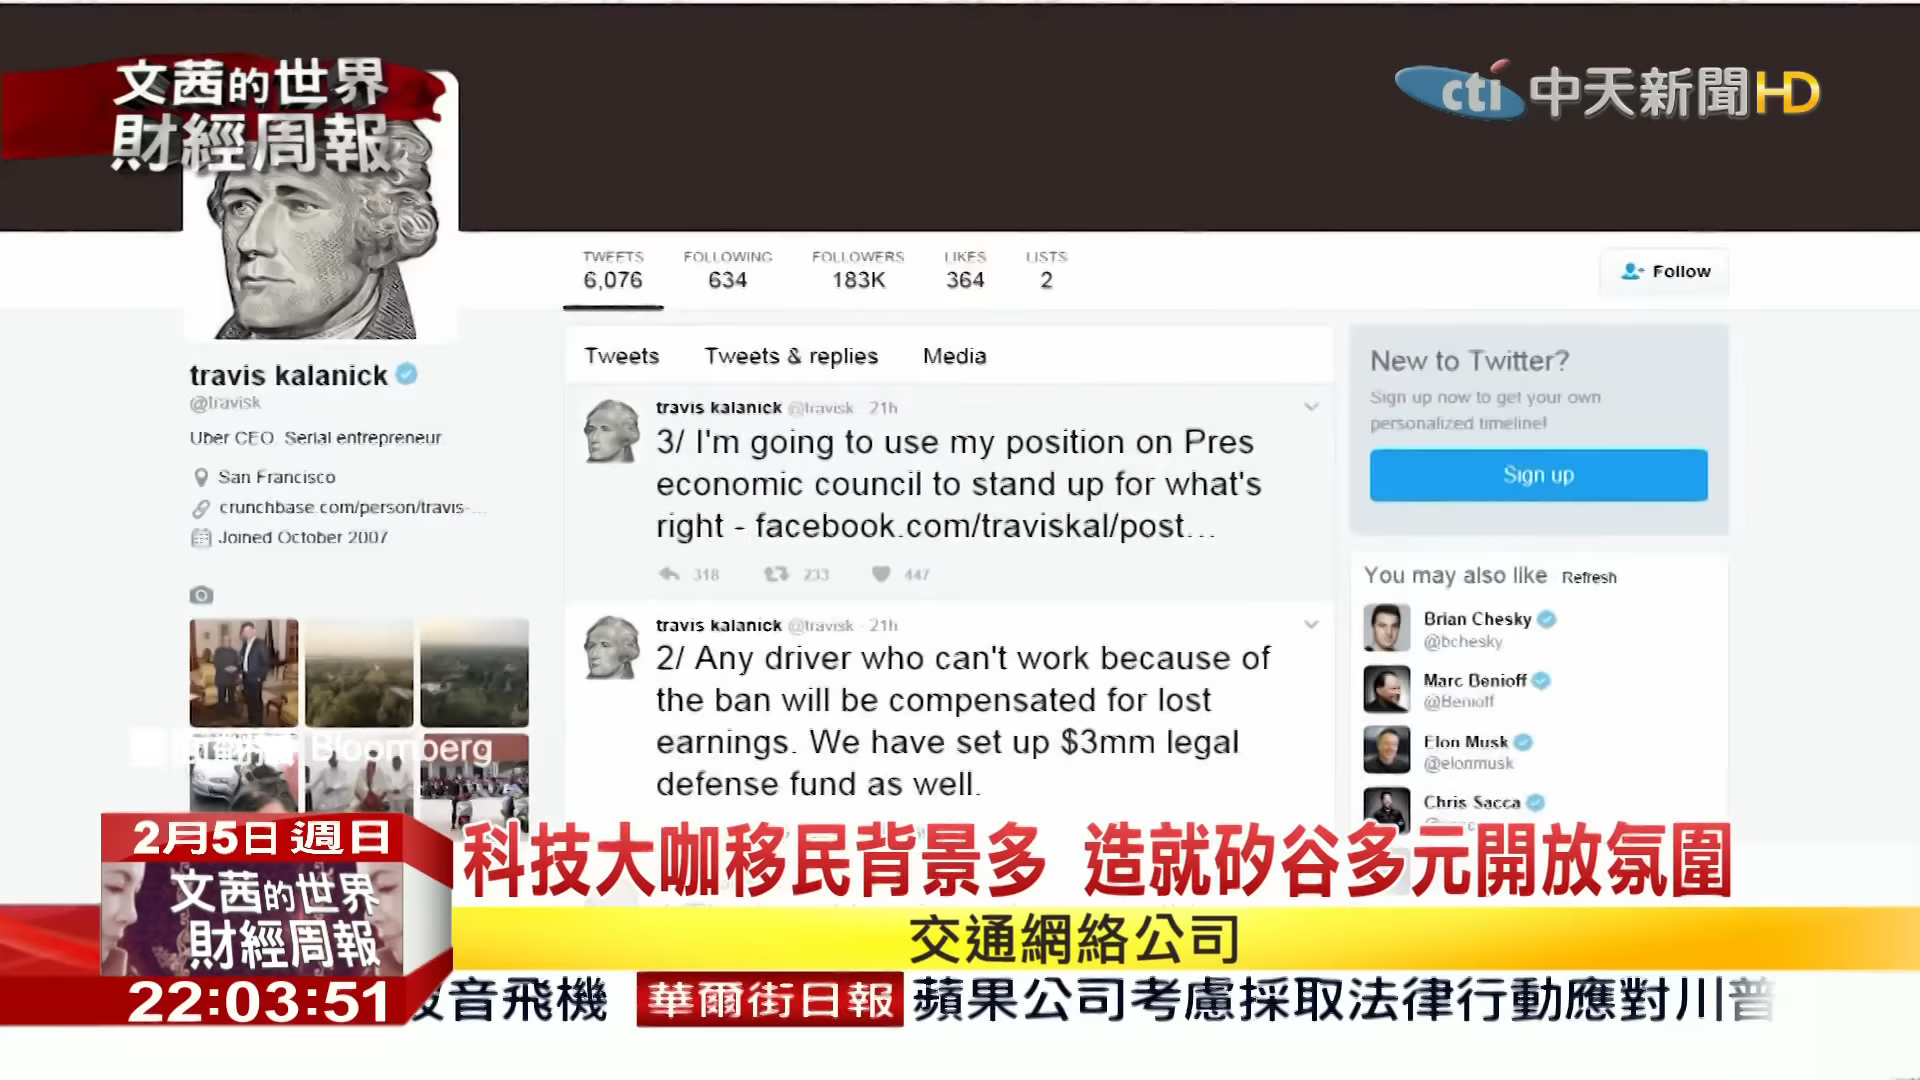 文茜的世界
財經周報
cti 中天新聞HD
TWEETS
6,076
FOLLOWING
634
FOLLOWERS
183K
LIKES
364
LISTS
2
Follow
travis kalanick
@travisk
Uber CEO. Serial entrepreneur
San Francisco
crunchbase.com/person/travis-...
Joined October 2007
Tweets
Tweets & replies
Media
travis kalanick @travisk · 21h
3/ I'm going to use my position on Pres
economic council to stand up for what's
right - facebook.com/traviskal/post...
318 233 447
travis kalanick @travisk · 21h
2/ Any driver who can't work because of
the ban will be compensated for lost
earnings. We have set up $3mm legal
defense fund as well.
New to Twitter?
Sign up now to get your own
personalized timeline!
Sign up
You may also like Refresh
Brian Chesky
@bchesky
Marc Benioff
@Benioff
Elon Musk
@elonmusk
Chris Sacca
Bloomberg
2月5日 週日
文茜的世界
財經周報
科技大咖移民背景多 造就矽谷多元開放氛圍
交通網絡公司
22:03:51
音飛機 華爾街日報 蘋果公司考慮採取法律行動應對川普